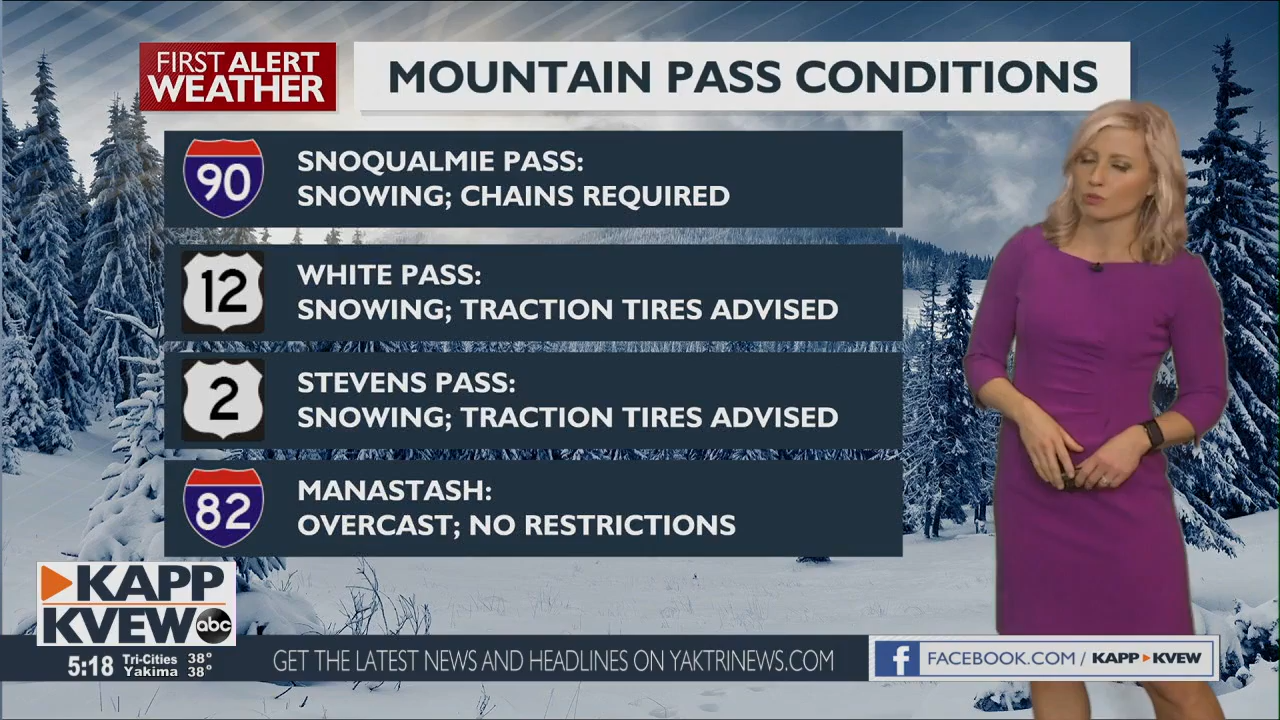 FIRST ALERT
WEATHER
MOUNTAIN PASS CONDITIONS
90
SNOQUALMIE PASS:
SNOWING; CHAINS REQUIRED
12
WHITE PASS:
SNOWING; TRACTION TIRES ADVISED
2
STEVENS PASS:
SNOWING; TRACTION TIRES ADVISED
82
MANASTASH:
OVERCAST; NO RESTRICTIONS
KAPP
KVEW abc
5:18
Tri-Cities 38°
Yakima 38°
GET THE LATEST NEWS AND HEADLINES ON YAKTRINEWS.COM
f FACEBOOK.COM / KAPP KVEW